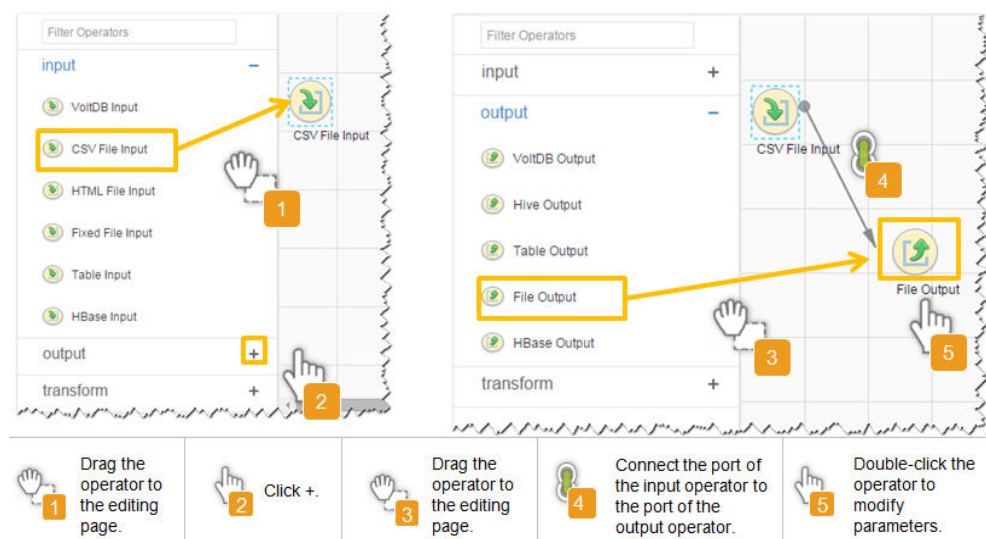 Filter Operators
input
−
VoltDB Input
CSV File Input
HTML File Input
Fixed File Input
Table Input
HBase Input
output
+
transform
+
CSV File Input
1
2
Filter Operators
input
+
output
−
VoltDB Output
Hive Output
Table Output
File Output
HBase Output
transform
+
CSV File Input
4
File Output
3
5
1
Drag the
operator to
the editing
page.
2
Click +.
3
Drag the
operator to
the editing
page.
4
Connect the port of
the input operator to
the port of the
output operator.
5
Double-click the
operator to
modify
parameters.